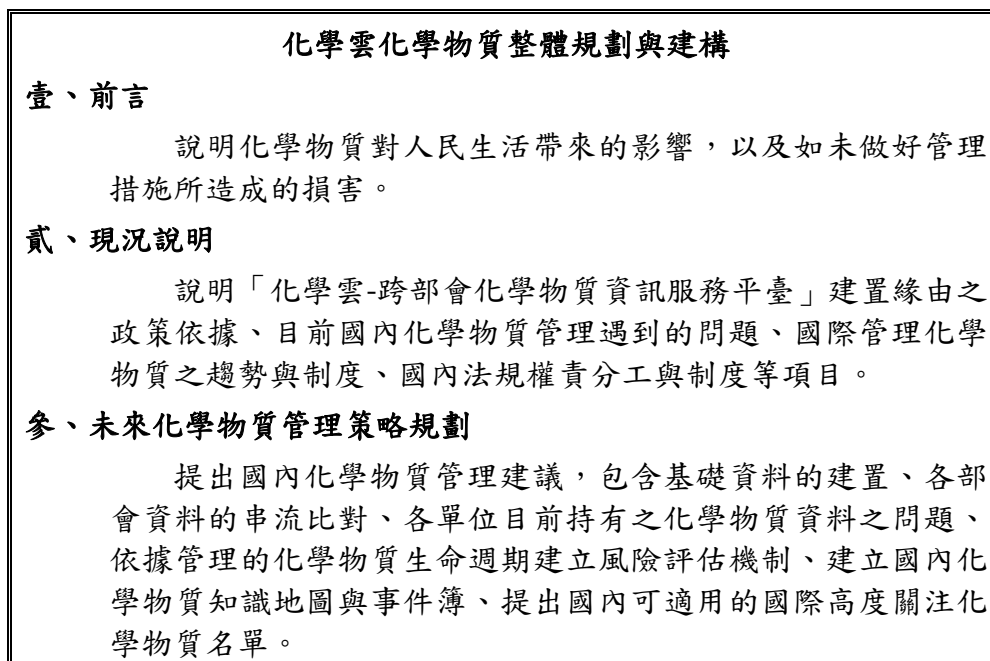 化學雲化學物質整體規劃與建構
壹、前言
說明化學物質對人民生活帶來的影響，以及如未做好管理
措施所造成的損害。
貳、現況說明
說明「化學雲-跨部會化學物質資訊服務平臺」建置緣由之
政策依據、目前國內化學物質管理遇到的問題、國際管理化學
物質之趨勢與制度、國內法規權責分工與制度等項目。
參、未來化學物質管理策略規劃
提出國內化學物質管理建議，包含基礎資料的建置、各部
會資料的串流比對、各單位目前持有之化學物質資料之問題、
依據管理的化學物質生命週期建立風險評估機制、建立國內化
學物質知識地圖與事件簿、提出國內可適用的國際高度關注化
學物質名單。